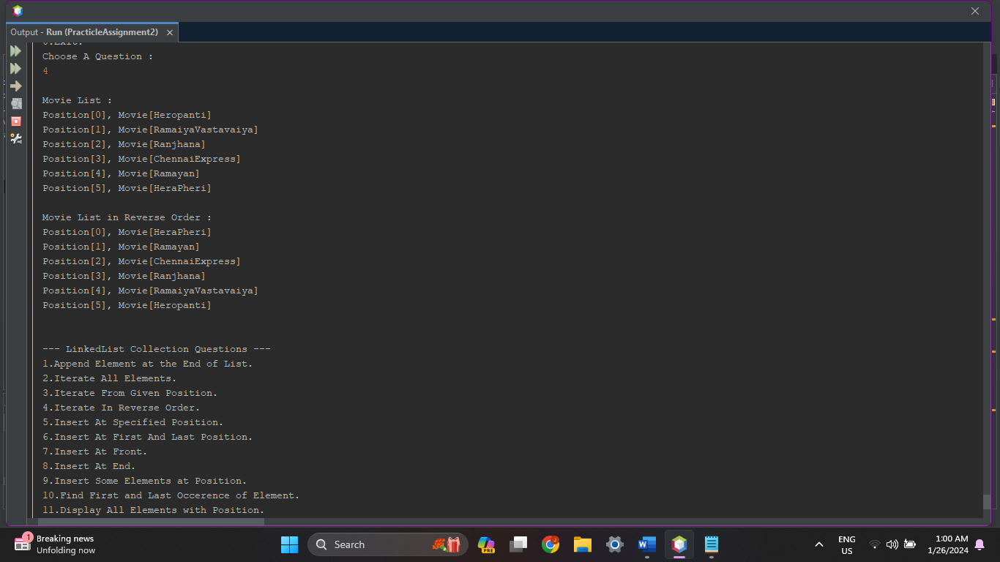 Output - Run (PracticleAssignment2)
0.Exit.
Choose A Question :
4
Movie List :
Position[0], Movie[Heropanti]
Position[1], Movie[RamaiyaVastavaiya]
Position[2], Movie[Ranjhana]
Position[3], Movie[ChennaiExpress]
Position[4], Movie[Ramayan]
Position[5], Movie[HeraPheri]
Movie List in Reverse Order :
Position[0], Movie[HeraPheri]
Position[1], Movie[Ramayan]
Position[2], Movie[ChennaiExpress]
Position[3], Movie[Ranjhana]
Position[4], Movie[RamaiyaVastavaiya]
Position[5], Movie[Heropanti]
--- LinkedList Collection Questions ---
1.Append Element at the End of List.
2.Iterate All Elements.
3.Iterate From Given Position.
4.Iterate In Reverse Order.
5.Insert At Specified Position.
6.Insert At First And Last Position.
7.Insert At Front.
8.Insert At End.
9.Insert Some Elements at Position.
10.Find First and Last Occerence of Element.
11.Display All Elements with Position.
1
Breaking news
Unfolding now
Search
PRE
ENG
US
1:00 AM
1/26/2024